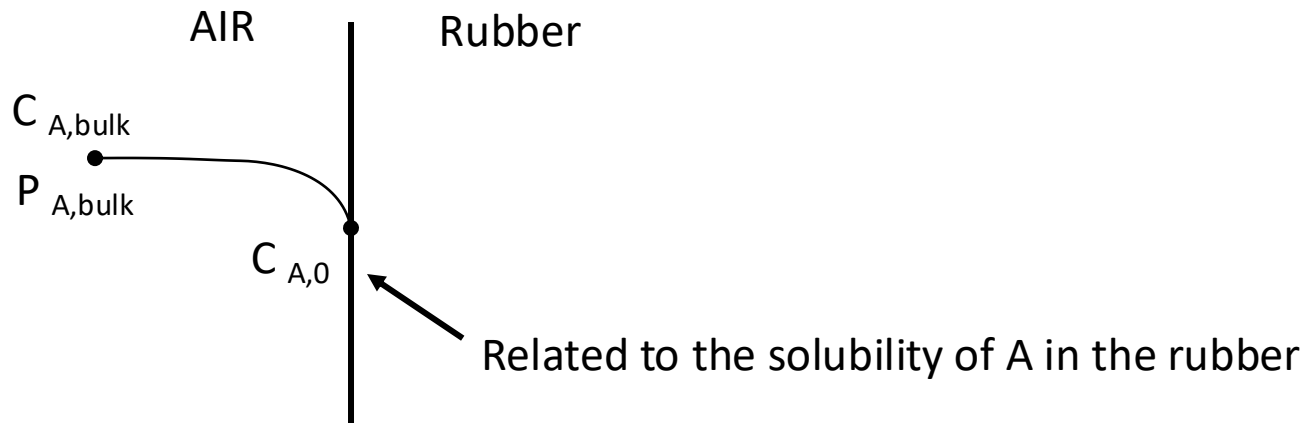 AIR
Rubber
C A,bulk
P A,bulk
C A,0
Related to the solubility of A in the rubber